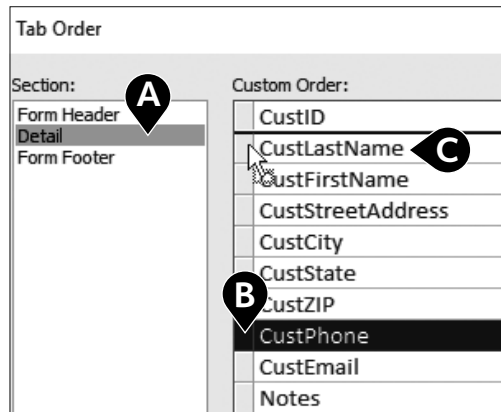 Tab Order
Section:
A
Form Header
Detail
Form Footer
Custom Order:
CustID
CustLastName
C
CustFirstName
CustStreetAddress
CustCity
CustState
B
CustZIP
CustPhone
CustEmail
Notes